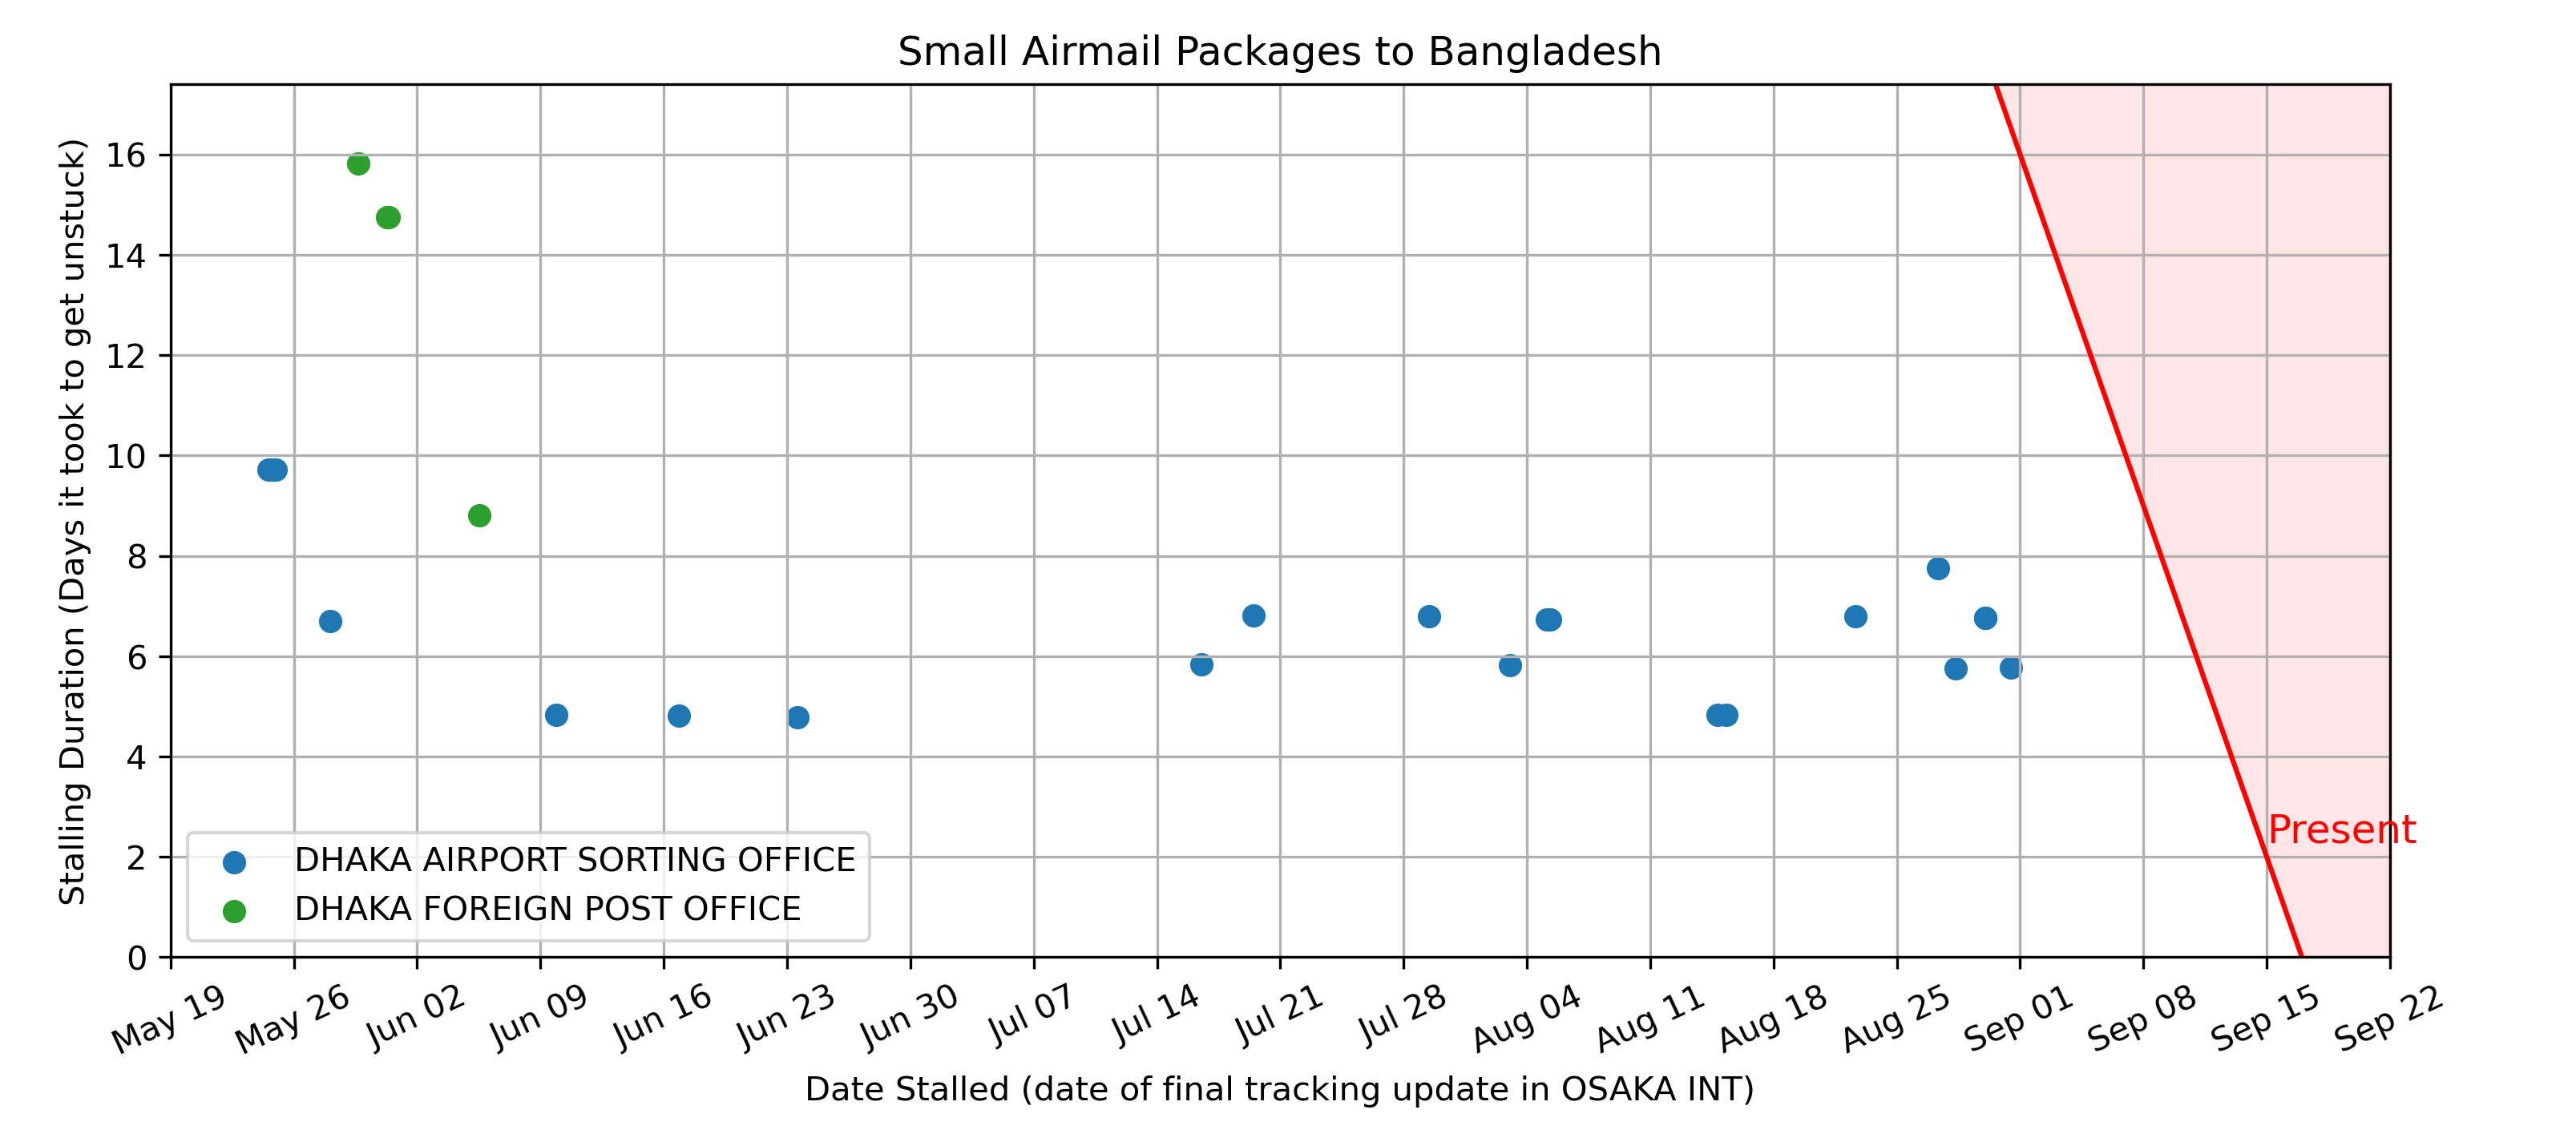 Small Airmail Packages to Bangladesh
Stalling Duration (Days it took to get unstuck)
16
14
12
10
8
6
4
2
0
Present
DHAKA AIRPORT SORTING OFFICE
DHAKA FOREIGN POST OFFICE
May 19
May 26
Jun 02
Jun 09
Jun 16
Jun 23
Jun 30
Jul 07
Jul 14
Jul 21
Jul 28
Aug 04
Aug 11
Aug 18
Aug 25
Sep 01
Sep 08
Sep 15
Sep 22
Date Stalled (date of final tracking update in OSAKA INT)